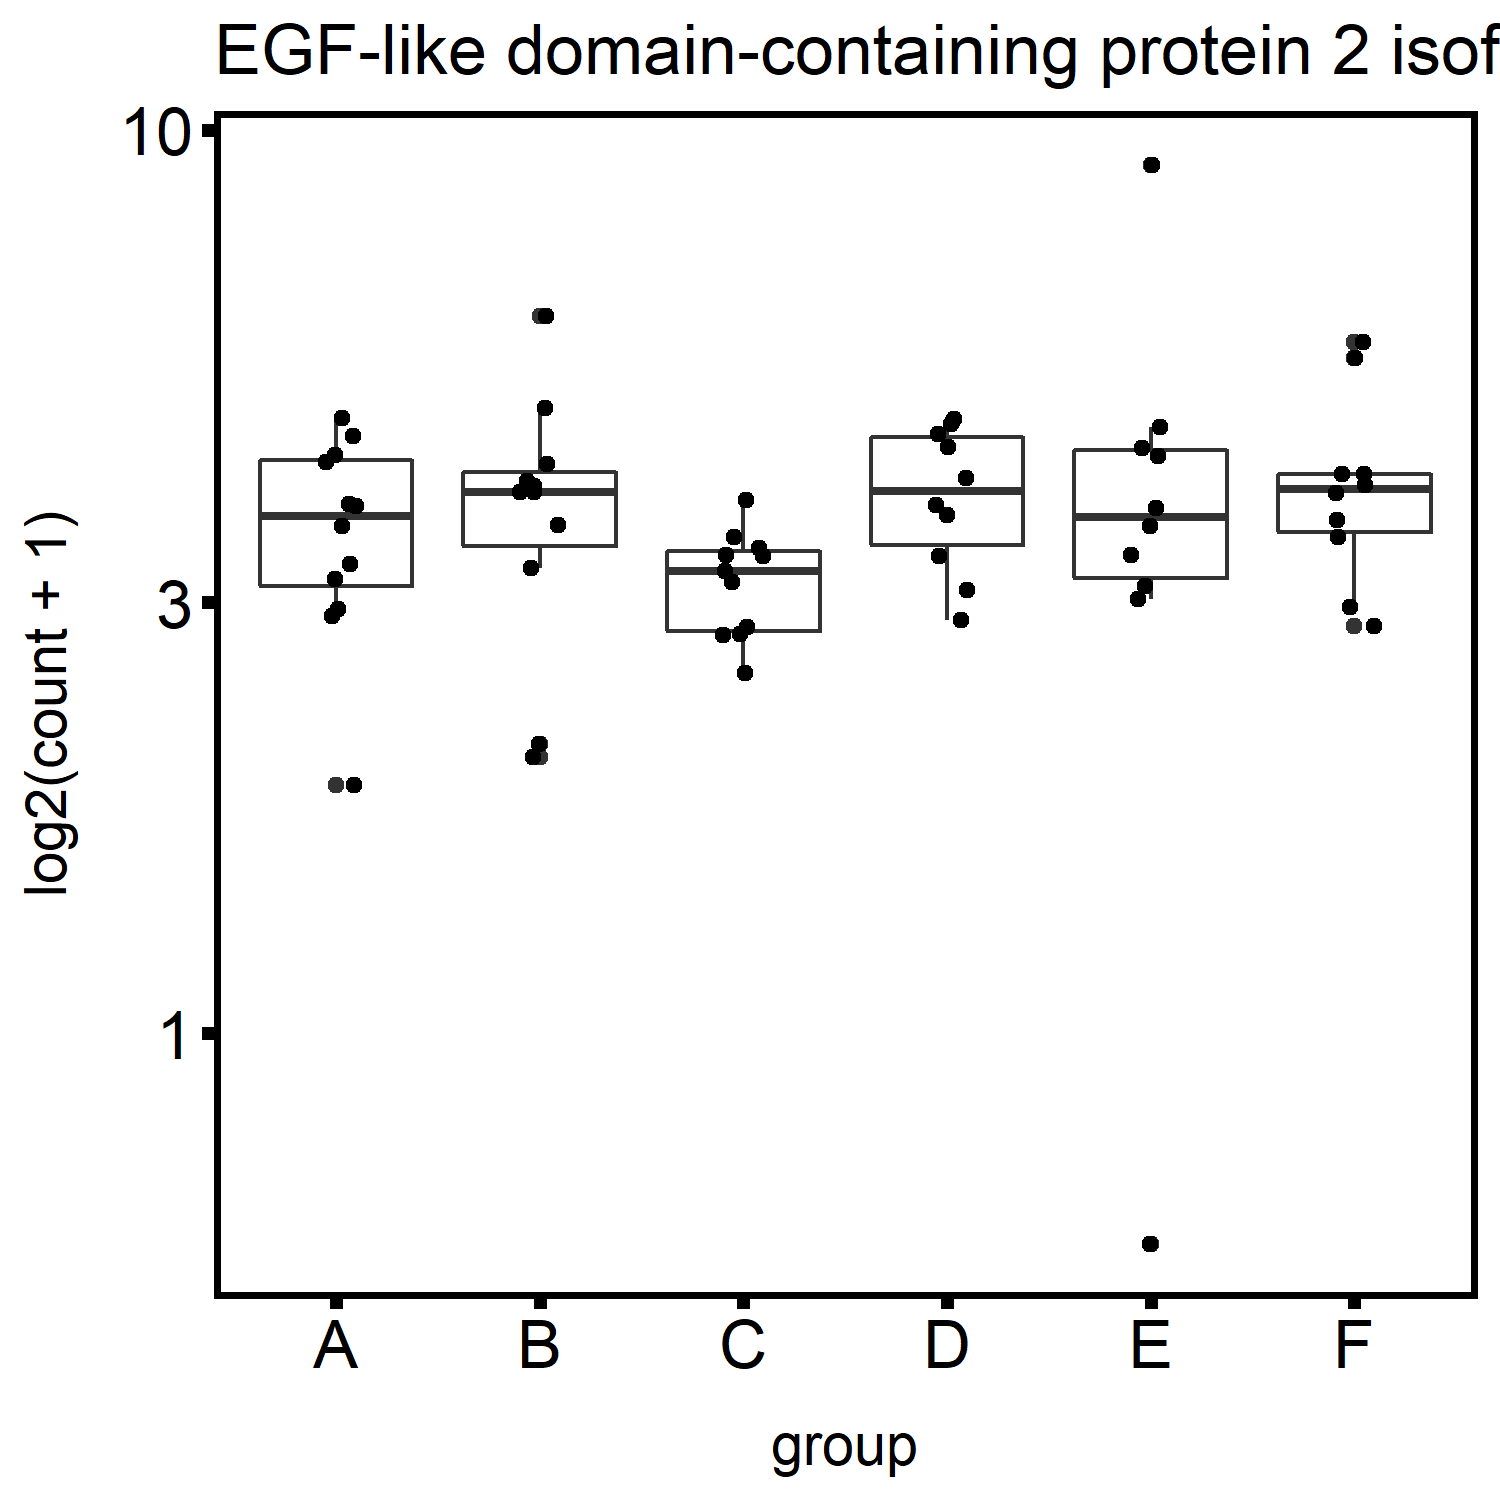 EGF-like domain-containing protein 2 isof
10
3
1
log2(count + 1)
A B C D E F
group